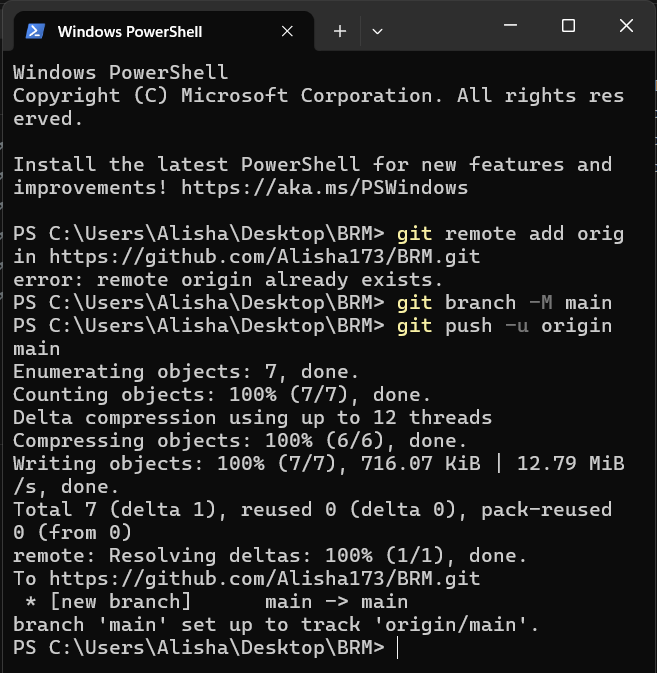 Windows PowerShell
Windows PowerShell
Copyright (C) Microsoft Corporation. All rights res
erved.
Install the latest PowerShell for new features and
improvements! https://aka.ms/PSWindows
PS C:\Users\Alisha\Desktop\BRM> git remote add orig
in https://github.com/Alisha173/BRM.git
error: remote origin already exists.
PS C:\Users\Alisha\Desktop\BRM> git branch -M main
PS C:\Users\Alisha\Desktop\BRM> git push -u origin
main
Enumerating objects: 7, done.
Counting objects: 100% (7/7), done.
Delta compression using up to 12 threads
Compressing objects: 100% (6/6), done.
Writing objects: 100% (7/7), 716.07 KiB | 12.79 MiB
/s, done.
Total 7 (delta 1), reused 0 (delta 0), pack-reused
0 (from 0)
remote: Resolving deltas: 100% (1/1), done.
To https://github.com/Alisha173/BRM.git
 * [new branch]      main -> main
branch 'main' set up to track 'origin/main'.
PS C:\Users\Alisha\Desktop\BRM>